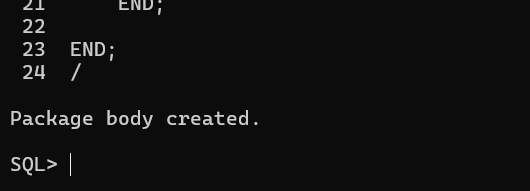 21      END;
22
23  END;
24  /
Package body created.
SQL>